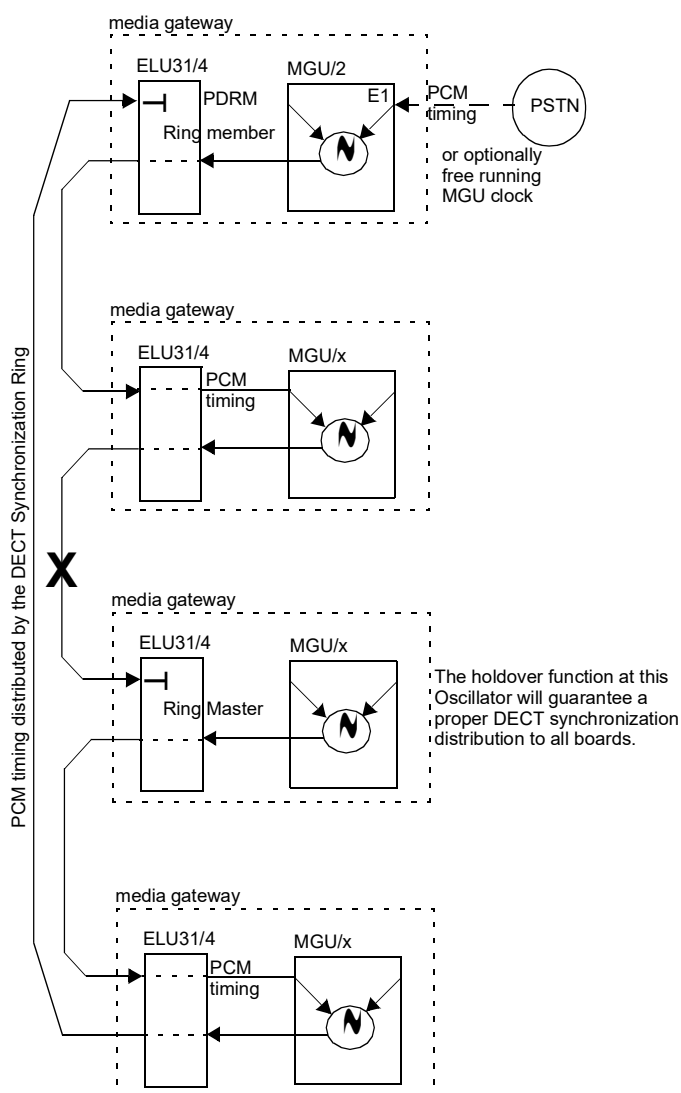 media gateway
ELU31/4
MGU/2
PDRM
E1
PCM
timing
PSTN
Ring member
or optionally
free running
MGU clock
media gateway
ELU31/4
MGU/x
PCM
timing
PCM timing distributed by the DECT Synchronization Ring
X
media gateway
ELU31/4
MGU/x
Ring Master
The holdover function at this
Oscillator will guarantee a
proper DECT synchronization
distribution to all boards.
media gateway
ELU31/4
MGU/x
PCM
timing